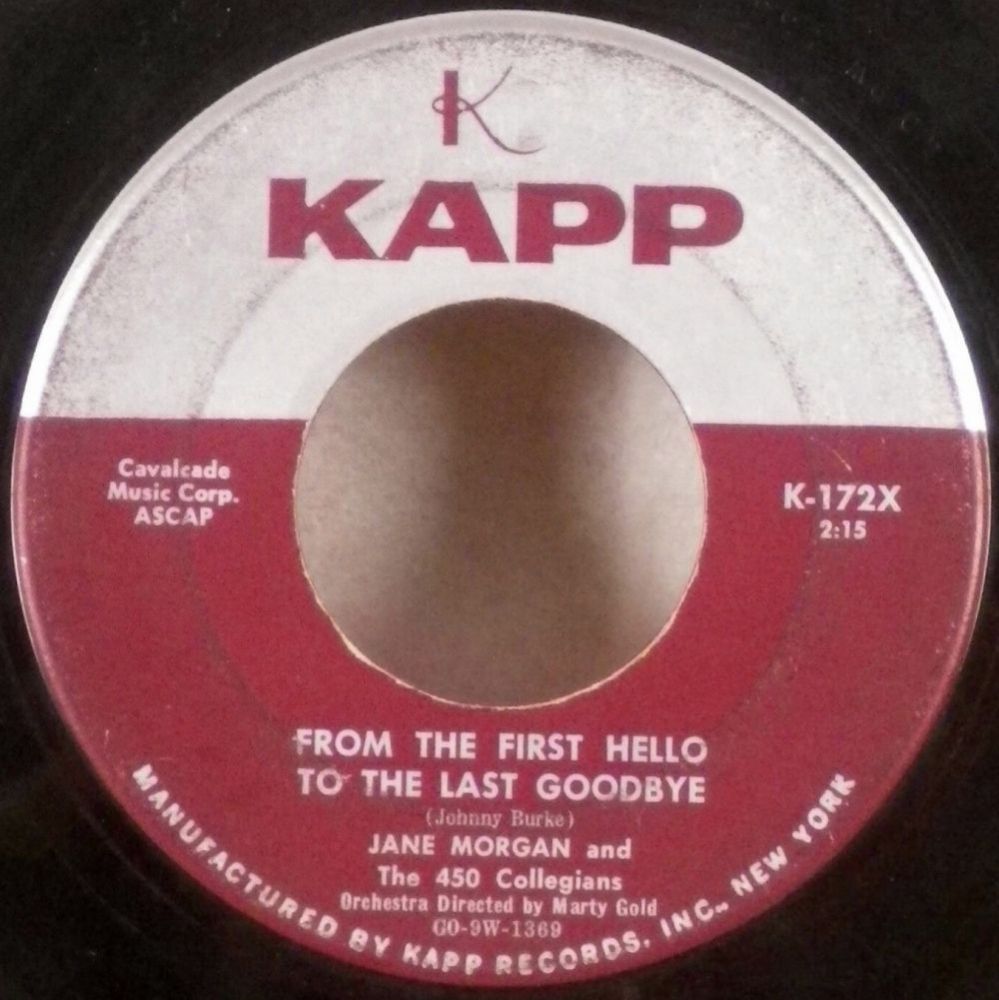 K
KAPP
Cavalcade
Music Corp.
ASCAP
K-172X
2:15
FROM THE FIRST HELLO
TO THE LAST GOODBYE
(Johnny Burke)
JANE MORGAN and
The 450 Collegians
Orchestra Directed by Marty Gold
GO-9W-1369
MANUFACTURED BY KAPP RECORDS, INC., NEW YORK